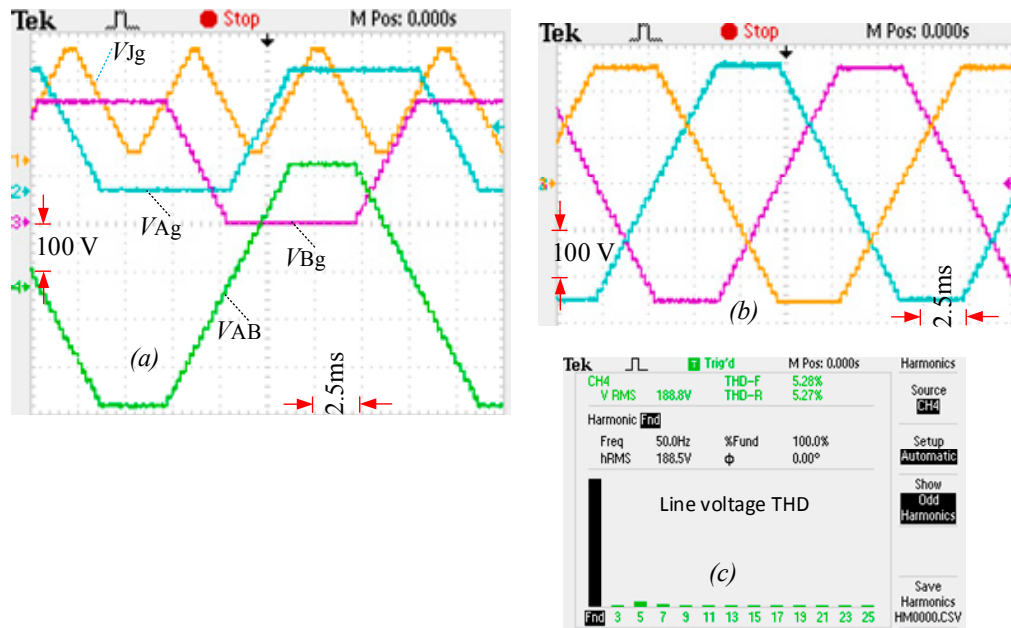 Tek Stop M Pos: 0.000s
VJg
1
2
3
VAg
100 V
VBg
4
VAB
(a)
2.5ms
Tek Stop M Pos: 0.000s
3
100 V
(b)
2.5ms
Tek T Trig'd M Pos: 0.000s Harmonics
CH4 THD-F 5.28%
V RMS 188.8V THD-R 5.27%
Source
CH4
Harmonic Fnd
Freq 50.0Hz %Fund 100.0%
hRMS 188.5V ϕ 0.00°
Setup
Automatic
Show
Odd
Harmonics
Line voltage THD
(c)
Save
Harmonics
HM0000.CSV
Fnd 3 5 7 9 11 13 15 17 19 21 23 25